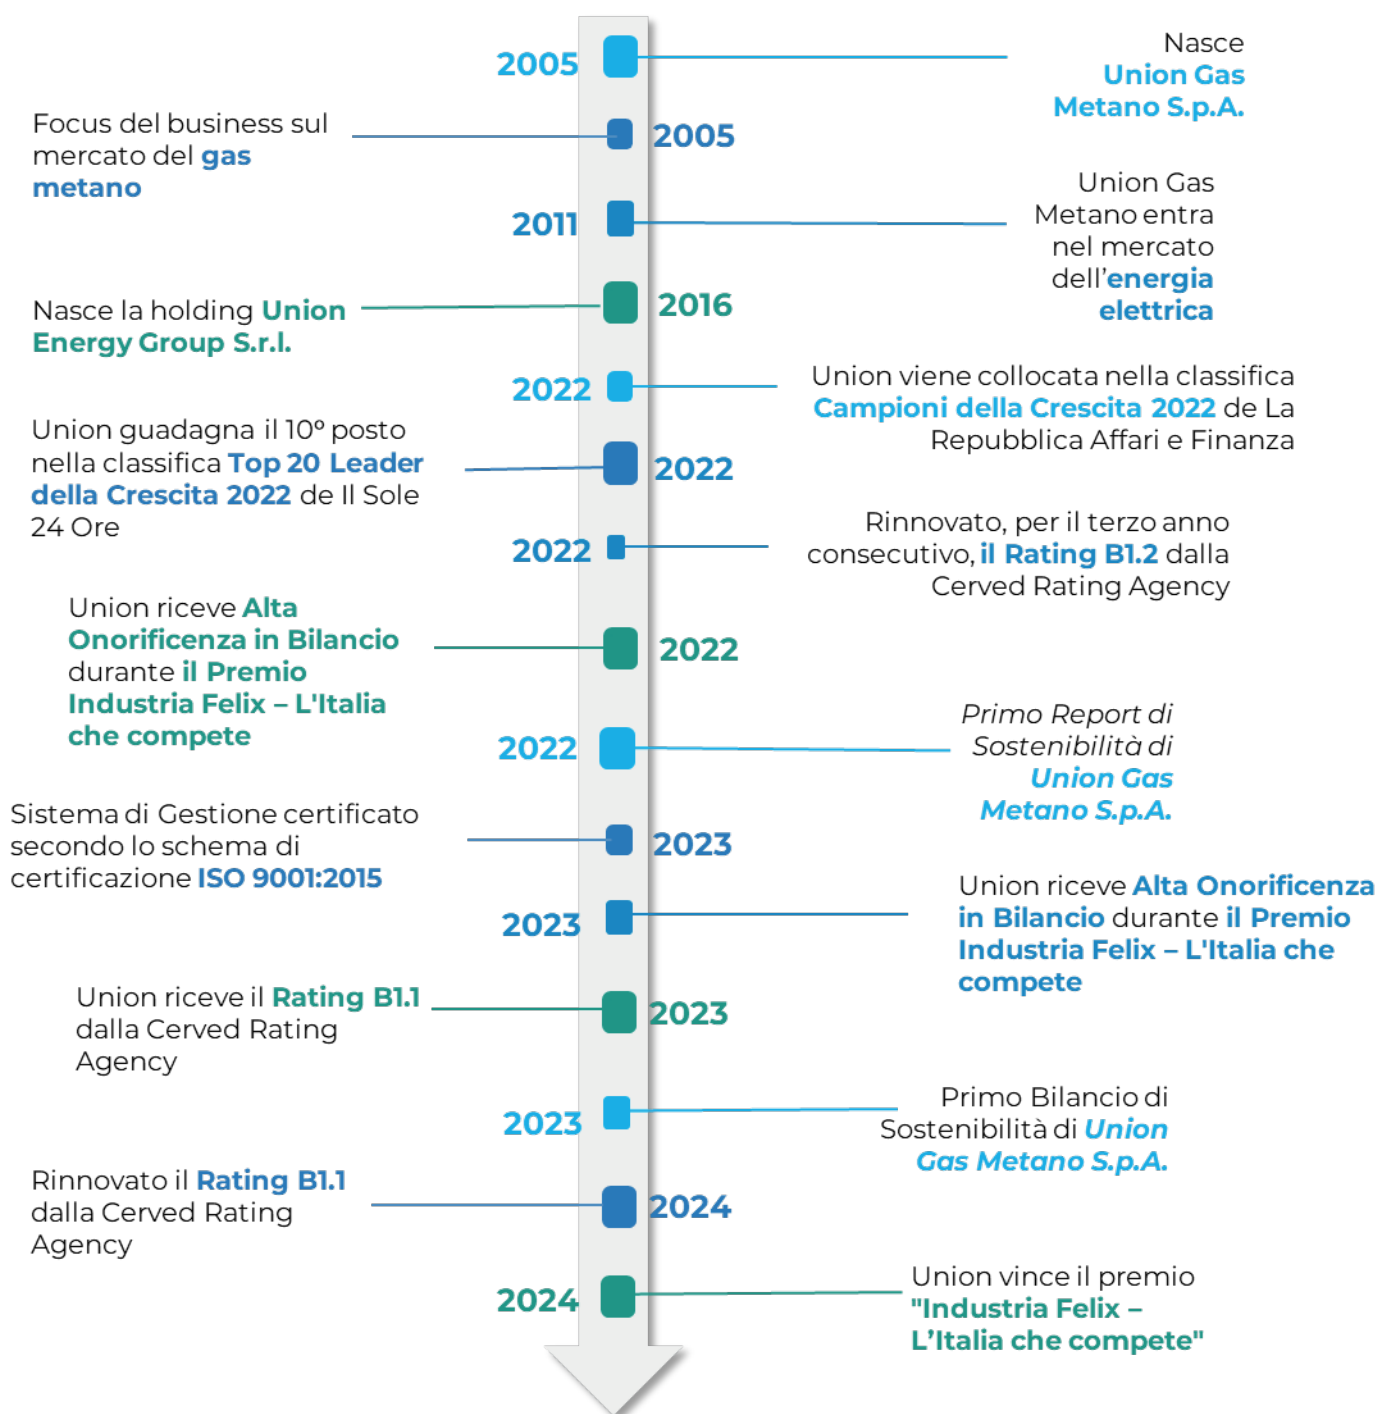 2005
Nasce
Union Gas
Metano S.p.A.
Focus del business sul
mercato del gas
metano
2005
2011
Union Gas
Metano entra
nel mercato
dell'energia
elettrica
Nasce la holding Union
Energy Group S.r.l.
2016
2022
Union viene collocata nella classifica
Campioni della Crescita 2022 de La
Repubblica Affari e Finanza
Union guadagna il 10° posto
nella classifica Top 20 Leader
della Crescita 2022 de Il Sole
24 Ore
2022
2022
Rinnovato, per il terzo anno
consecutivo, il Rating B1.2 dalla
Cerved Rating Agency
Union riceve Alta
Onorificenza in Bilancio
durante il Premio
Industria Felix – L'Italia
che compete
2022
2022
Primo Report di
Sostenibilità di
Union Gas
Metano S.p.A.
Sistema di Gestione certificato
secondo lo schema di
certificazione ISO 9001:2015
2023
2023
Union riceve Alta Onorificenza
in Bilancio durante il Premio
Industria Felix – L'Italia che
compete
Union riceve il Rating B1.1
dalla Cerved Rating
Agency
2023
2023
Primo Bilancio di
Sostenibilità di Union
Gas Metano S.p.A.
Rinnovato il Rating B1.1
dalla Cerved Rating
Agency
2024
2024
Union vince il premio
"Industria Felix –
L’Italia che compete"